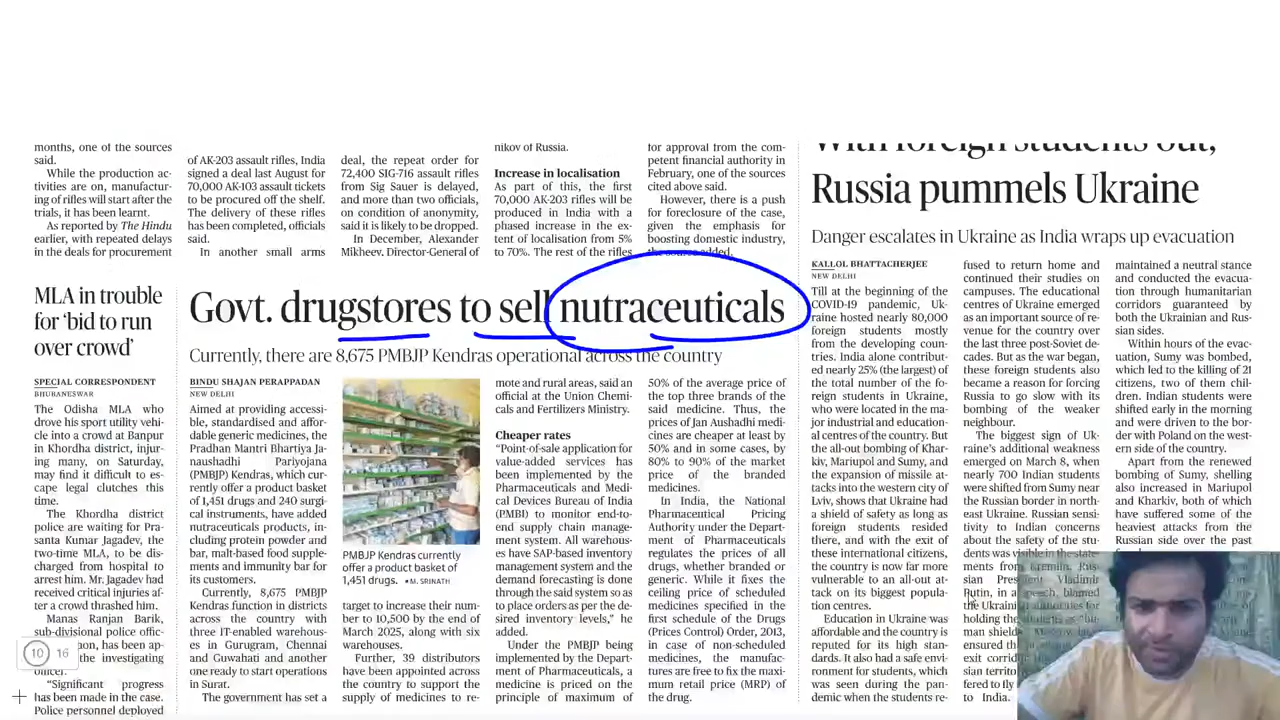 months, one of the sources
said.
While the production ac-
tivities are on, manufactur-
ing of rifles will start after the
trials, it has been learnt.
As reported by The Hindu
earlier, with repeated delays
in the deals for procurement
of AK-203 assault rifles, India
signed a deal last August for
70,000 AK-103 assault tickets
to be procured off the shelf.
The delivery of these rifles
has been completed, officials
said.
In another small arms
deal, the repeat order for
72,400 SIG-716 assault rifles
from Sig Sauer is delayed,
and more than two officials,
on condition of anonymity,
said it is likely to be dropped.
In December, Alexander
Mikheev, Director-General of
nikov of Russia.
Increase in localisation
As part of this, the first
70,000 AK-203 rifles will be
produced in India with a
phased increase in the ex-
tent of localisation from 5%
to 70%. The rest of the rifles
for approval from the com-
petent financial authority in
February, one of the sources
cited above said.
However, there is a push
for foreclosure of the case,
given the emphasis for
boosting domestic industry,
the source added.
MLA in trouble
for ‘bid to run
over crowd’
SPECIAL CORRESPONDENT
BHUBANESWAR
The Odisha MLA who
drove his sport utility vehi-
cle into a crowd at Banpur
in Khordha district, injur-
ing many, on Saturday,
may find it difficult to es-
cape legal clutches this
time.
The Khordha district
police are waiting for Pra-
santa Kumar Jagadev, the
two-time MLA, to be dis-
charged from hospital to
arrest him. Mr. Jagadev had
received critical injuries af-
ter a crowd thrashed him.
Manas Ranjan Barik,
sub-divisional police offic-
has been ap-
the investigating
officer.
“Significant progress
has been made in the case.
Police personnel deployed
10 16
Govt. drugstores to sell nutraceuticals
Currently, there are 8,675 PMBJP Kendras operational across the country
BINDU SHAJAN PERAPPADAN
NEW DELHI
Aimed at providing accessi-
ble, standardised and affor-
dable generic medicines, the
Pradhan Mantri Bhartiya Ja-
naushadhi Pariyojana
(PMBJP) Kendras, which cur-
rently offer a product basket
of 1,451 drugs and 240 surgi-
cal instruments, have added
nutraceuticals products, in-
cluding protein powder and
bar, malt-based food supple-
ments and immunity bar for
its customers.
Currently, 8,675 PMBJP
Kendras function in districts
across the country with
three IT-enabled warehous-
es in Gurugram, Chennai
and Guwahati and another
one ready to start operations
in Surat.
The government has set a
PMBJP Kendras currently
offer a product basket of
1,451 drugs. ■ M. SRINATH
target to increase their num-
ber to 10,500 by the end of
March 2025, along with six
warehouses.
Further, 39 distributors
have been appointed across
the country to support the
supply of medicines to re-
mote and rural areas, said an
official at the Union Chemi-
cals and Fertilizers Ministry.
Cheaper rates
“Point-of-sale application for
value-added services has
been implemented by the
Pharmaceuticals and Medi-
cal Devices Bureau of India
(PMBI) to monitor end-to-
end supply chain manage-
ment system. All warehous-
es have SAP-based inventory
management system and the
demand forecasting is done
through the said system so as
to place orders as per the de-
sired inventory levels,” he
added.
Under the PMBJP being
implemented by the Depart-
ment of Pharmaceuticals, a
medicine is priced on the
principle of maximum of
50% of the average price of
the top three brands of the
said medicine. Thus, the
prices of Jan Aushadhi medi-
cines are cheaper at least by
50% and in some cases, by
80% to 90% of the market
price of the branded
medicines.
In India, the National
Pharmaceutical Pricing
Authority under the Depart-
ment of Pharmaceuticals
regulates the prices of all
drugs, whether branded or
generic. While it fixes the
ceiling price of scheduled
medicines specified in the
first schedule of the Drugs
(Prices Control) Order, 2013,
in case of non-scheduled
medicines, the manufac-
tures are free to fix the maxi-
mum retail price (MRP) of
the drug.
With foreign students out,
Russia pummels Ukraine
Danger escalates in Ukraine as India wraps up evacuation
KALLOL BHATTACHERJEE
NEW DELHI
Till at the beginning of the
COVID-19 pandemic, Uk-
raine hosted nearly 80,000
foreign students mostly
from the developing coun-
tries. India alone contribut-
ed nearly 25% (the largest) of
the total number of the fo-
reign students in Ukraine,
who were located in the ma-
jor industrial and education-
al centres of the country. But
the all-out bombing of Khar-
kiv, Mariupol and Sumy, and
the expansion of missile at-
tacks into the western city of
Lviv, shows that Ukraine had
a shield of safety as long as
foreign students resided
there, and with the exit of
these international citizens,
the country is now far more
vulnerable to an all-out at-
tack on its biggest popula-
tion centres.
Education in Ukraine was
affordable and the country is
reputed for its high stan-
dards. It also had a safe envi-
ronment for students, which
was seen during the pan-
demic when the students re-
fused to return home and
continued their studies on
campuses. The educational
centres of Ukraine emerged
as an important source of re-
venue for the country over
the last three post-Soviet de-
cades. But as the war began,
these foreign students also
became a reason for forcing
Russia to go slow with its
bombing of the weaker
neighbour.
The biggest sign of Uk-
raine's additional weakness
emerged on March 8, when
nearly 700 Indian students
were shifted from Sumy near
the Russian border in north-
east Ukraine. Russian sensi-
tivity to Indian concerns
about the safety of the stu-
dents was visible in the state-
ments from Kremlin. Rus-
sian President Vladimir
Putin, in a speech, blamed
the Ukrainian authorities for
holding the
man shields
ensured the
exit corrid
sian territo
fered to fly
to India.
maintained a neutral stance
and conducted the evacua-
tion through humanitarian
corridors guaranteed by
both the Ukrainian and Rus-
sian sides.
Within hours of the evac-
uation, Sumy was bombed,
which led to the killing of 21
citizens, two of them chil-
dren. Indian students were
shifted early in the morning
and were driven to the bor-
der with Poland on the west-
ern side of the country.
Apart from the renewed
bombing of Sumy, shelling
also increased in Mariupol
and Kharkiv, both of which
have suffered some of the
heaviest attacks from the
Russian side over the past